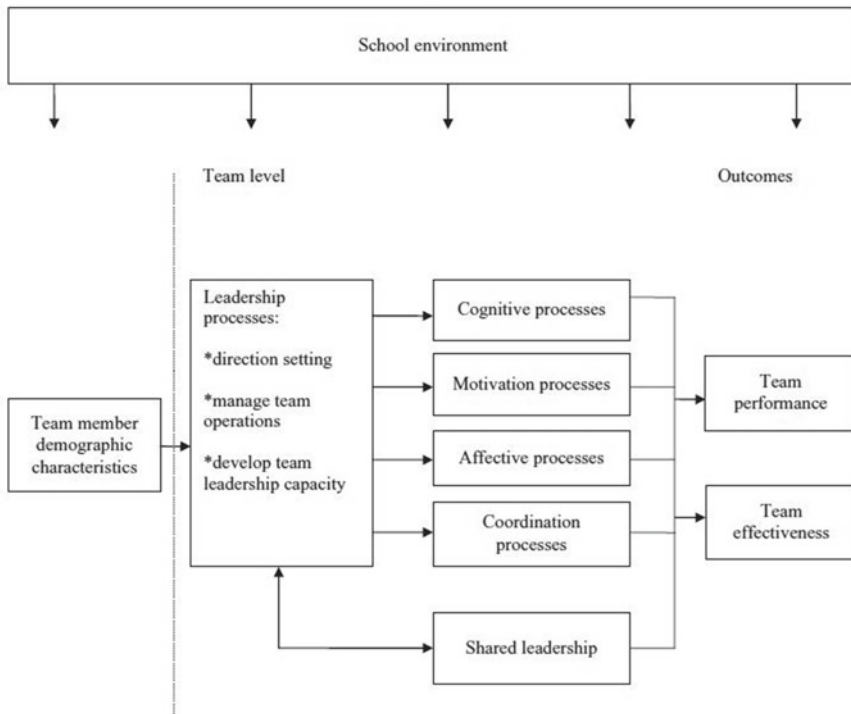 School environment
Team level
Outcomes
Leadership
processes:
*direction setting
*manage team
operations
*develop team
leadership capacity
Team member
demographic
characteristics
Cognitive processes
Motivation processes
Affective processes
Coordination
processes
Shared leadership
Team
performance
Team
effectiveness